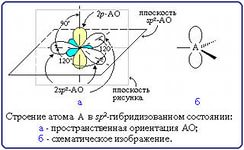 90°
2p-АО
плоскость
sp²-АО
120°
120°
120°
2sp²-АО
плоскость
рисунка
A
а
б
Строение атома А в sp²-гибридизованном состоянии:
а - пространственная ориентация АО;
б - схематическое изображение.